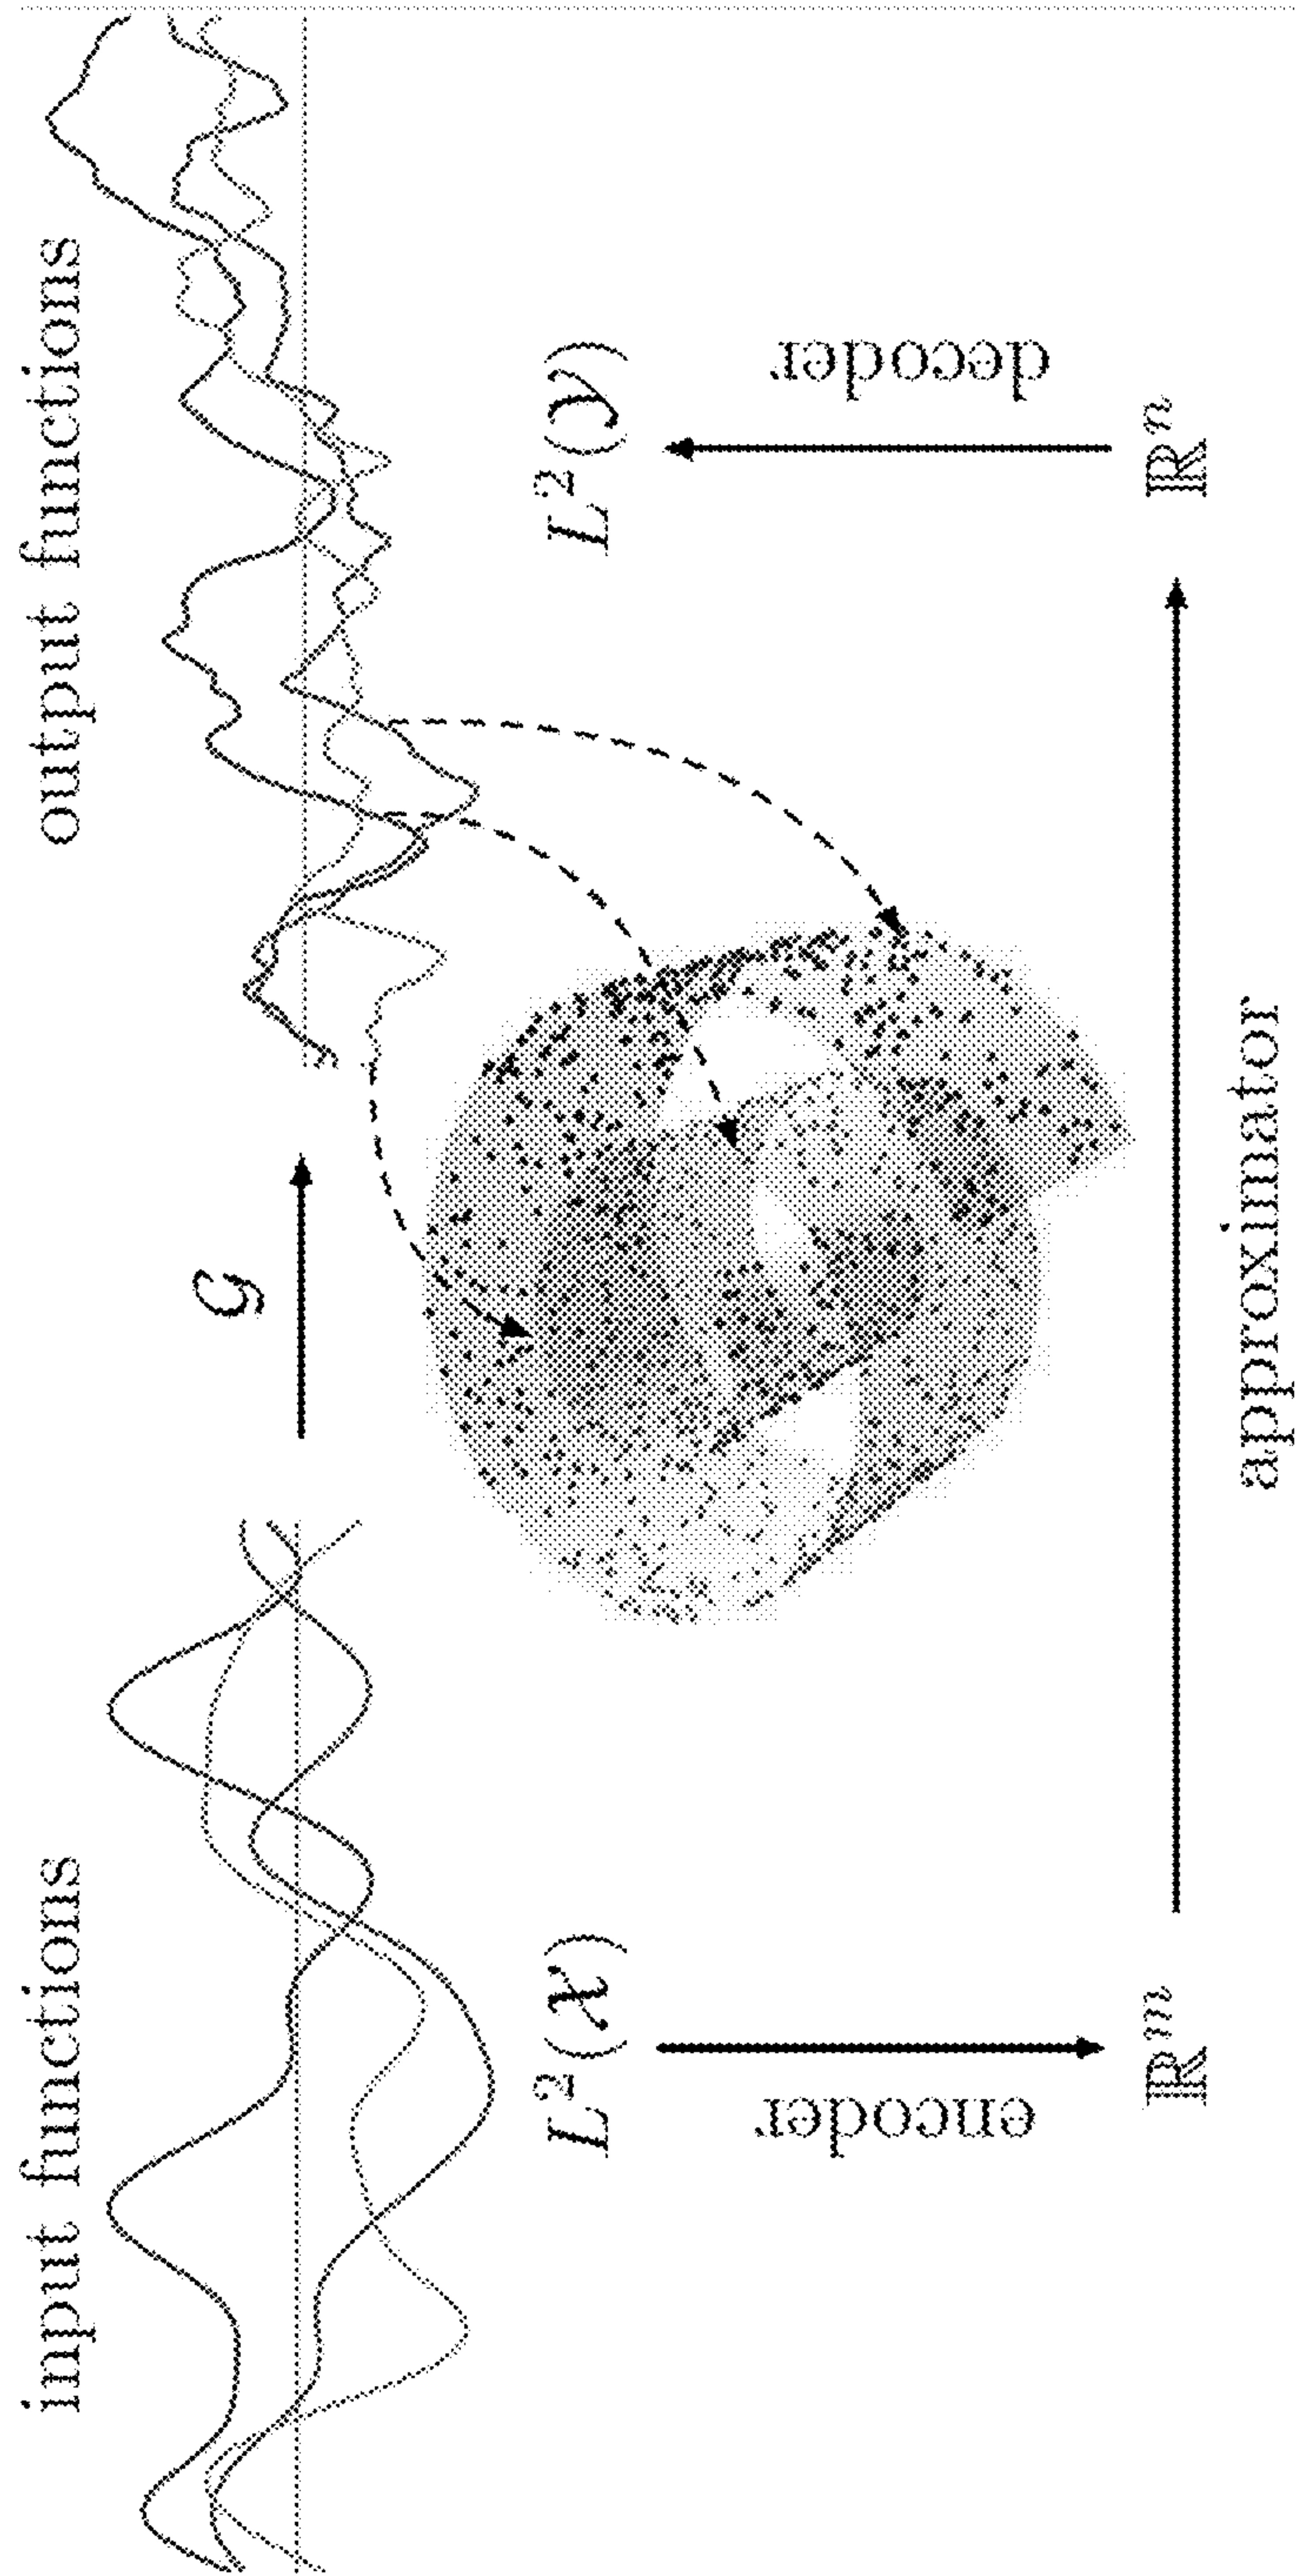 input functions
output functions
𝒢
L²(𝒳)
L²(𝒴)
encoder
decoder
ℝᵐ
ℝⁿ
approximator